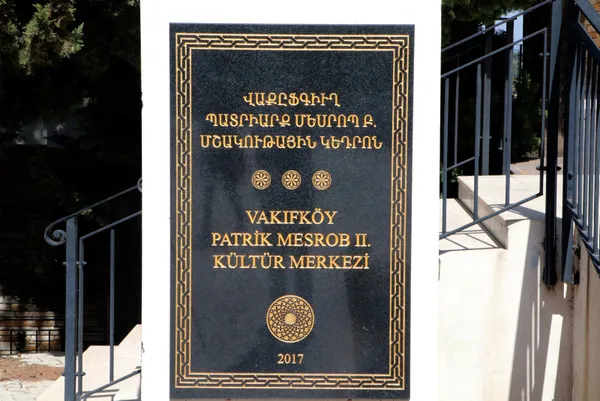 ՎԱՔԸՖԳԻՒՂ
ՊԱՏՐԻԱՐՔ ՄԵՍՐՈՊ Բ.
ՄՇԱԿՈՒԹԱՅԻՆ ԿԵԴՐՈՆ
VAKIFKÖY
PATRİK MESROB II.
KÜLTÜR MERKEZİ
2017